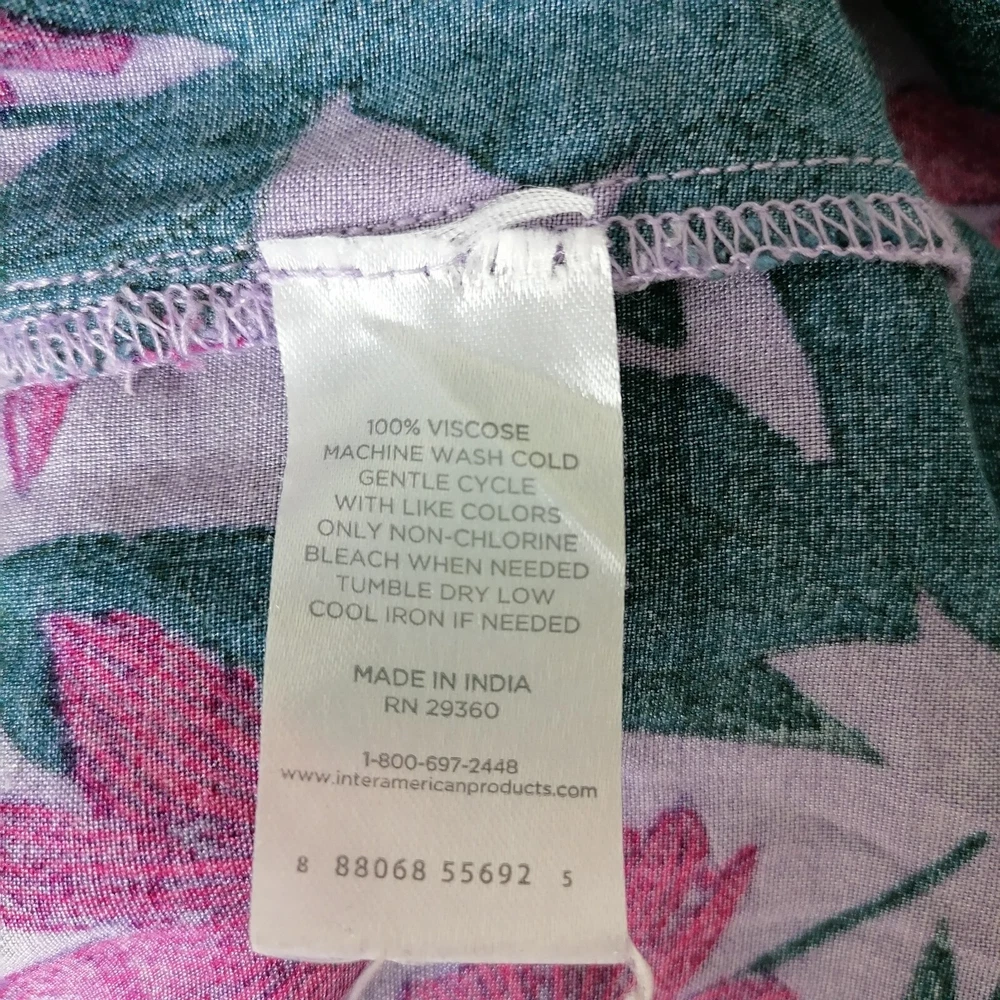 100% VISCOSE
MACHINE WASH COLD
GENTLE CYCLE
WITH LIKE COLORS
ONLY NON-CHLORINE
BLEACH WHEN NEEDED
TUMBLE DRY LOW
COOL IRON IF NEEDED
MADE IN INDIA
RN 29360
1-800-697-2448
www.interamericanproducts.com
8 88068 55692 5